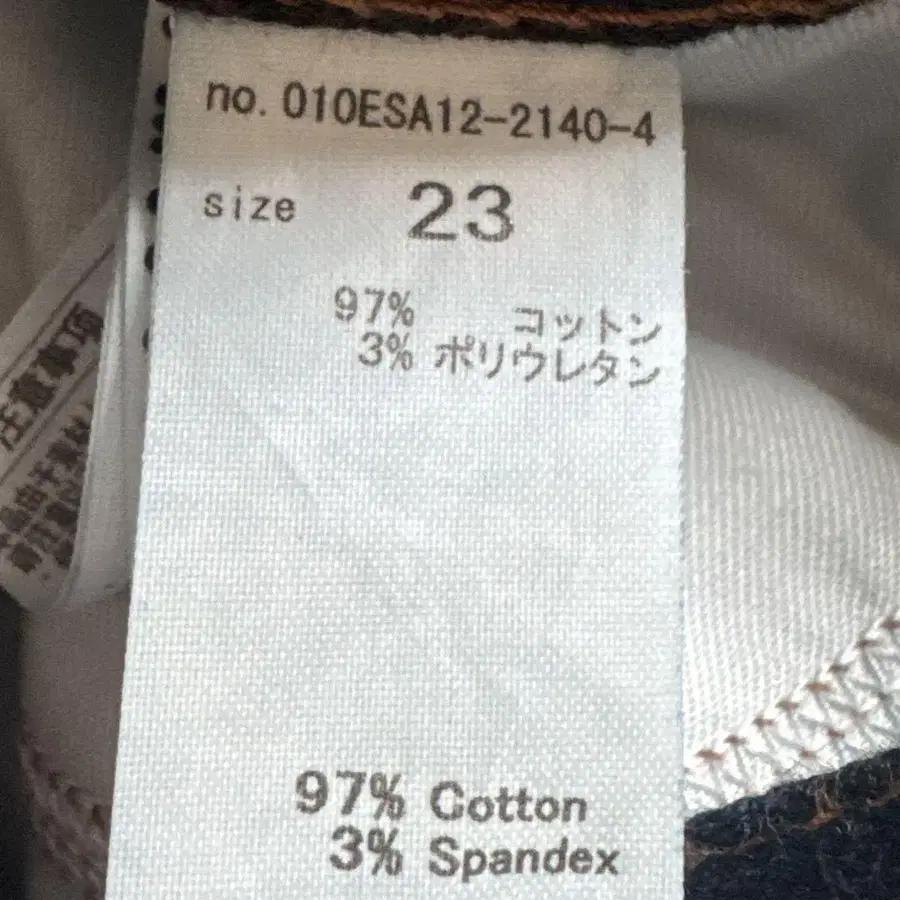 no. 010ESA12-2140-4
size 23
97% コットン
3% ポリウレタン
97% Cotton
3% Spandex
注意事項